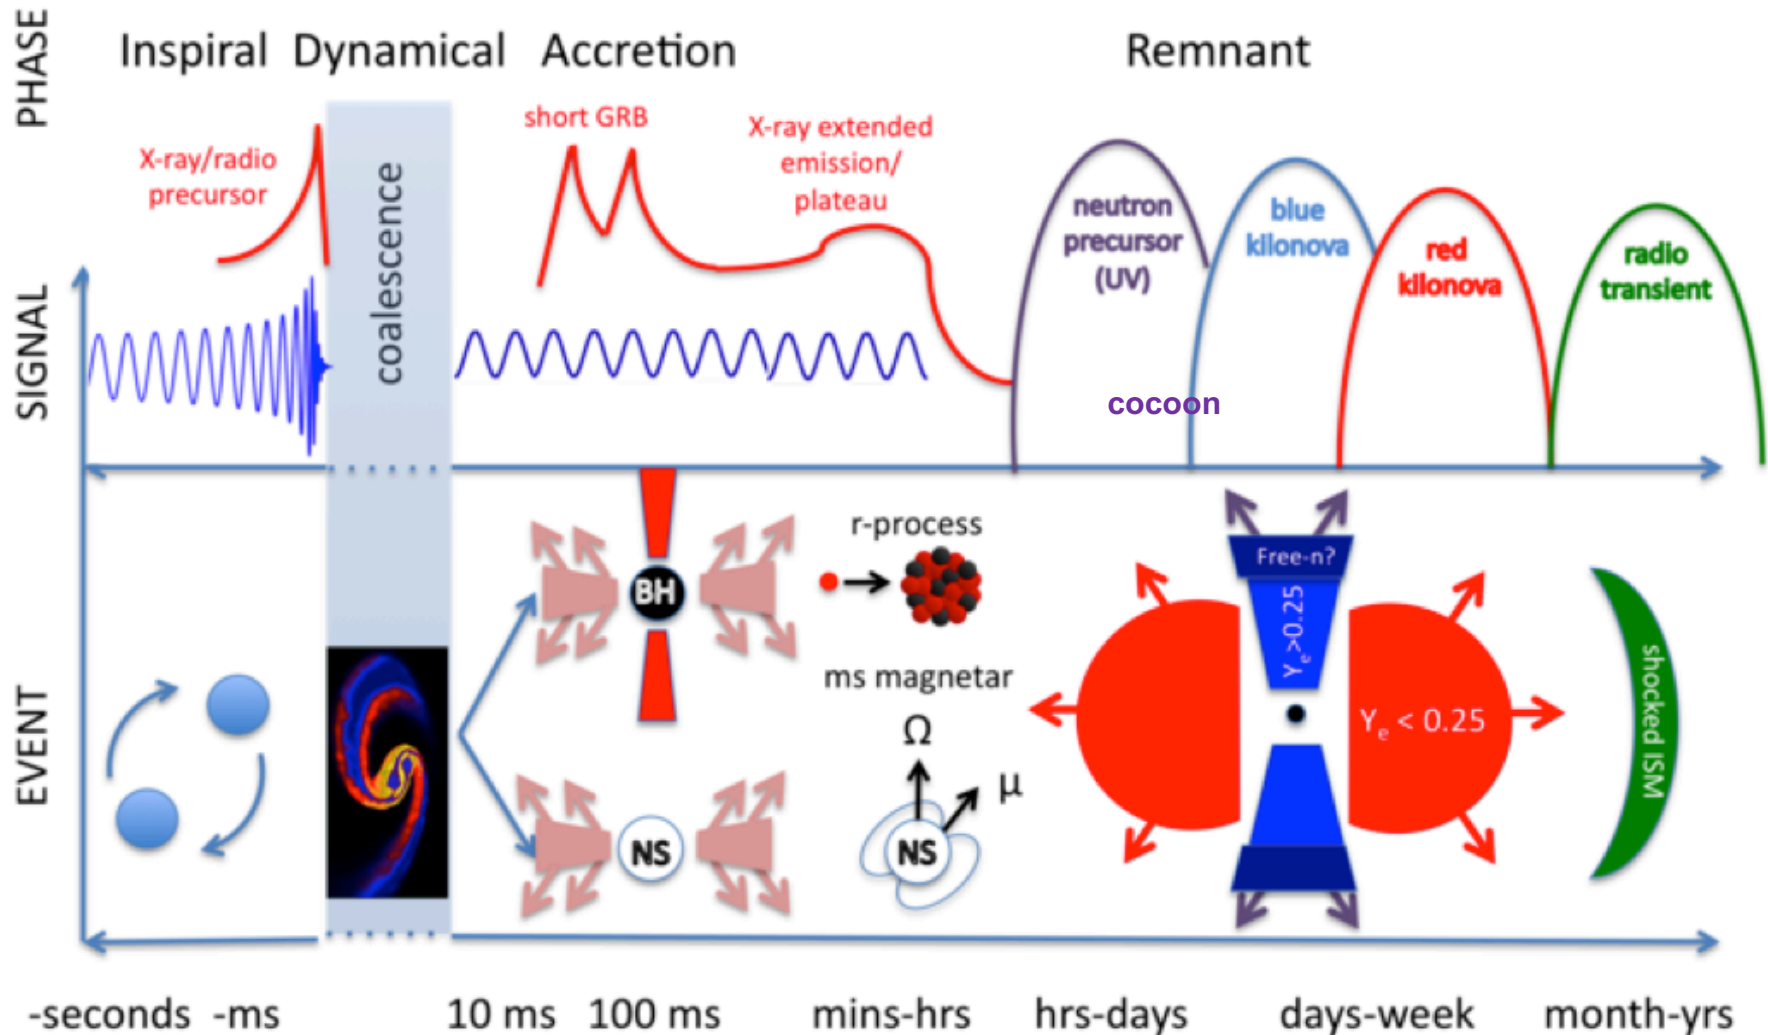 PHASE
Inspiral
Dynamical
Accretion
Remnant
SIGNAL
X-ray/radio
precursor
coalescence
short GRB
X-ray extended
emission/
plateau
neutron
precursor
(UV)
cocoon
blue
kilonova
red
kilonova
radio
transient
EVENT
BH
NS
r-process
ms magnetar
Ω
μ
NS
Free-n?
Yₑ>0.25
Yₑ < 0.25
shocked ISM
-seconds
-ms
10 ms
100 ms
mins-hrs
hrs-days
days-week
month-yrs